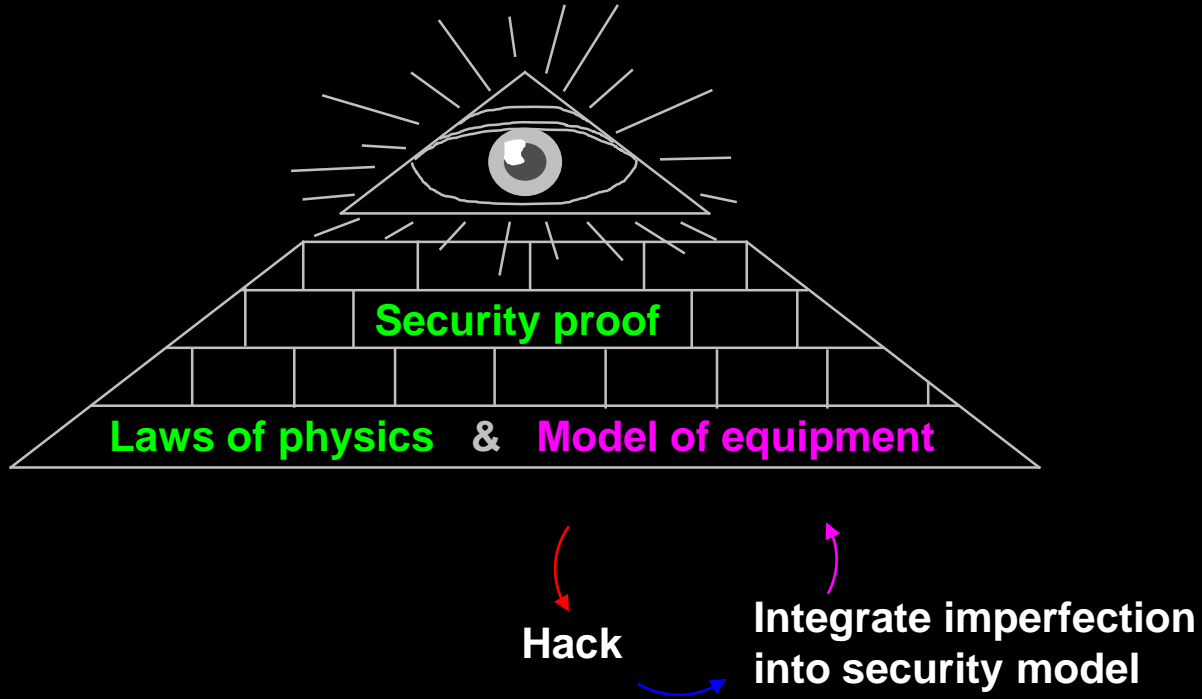 Security proof
Laws of physics & Model of equipment
Hack
Integrate imperfection
into security model